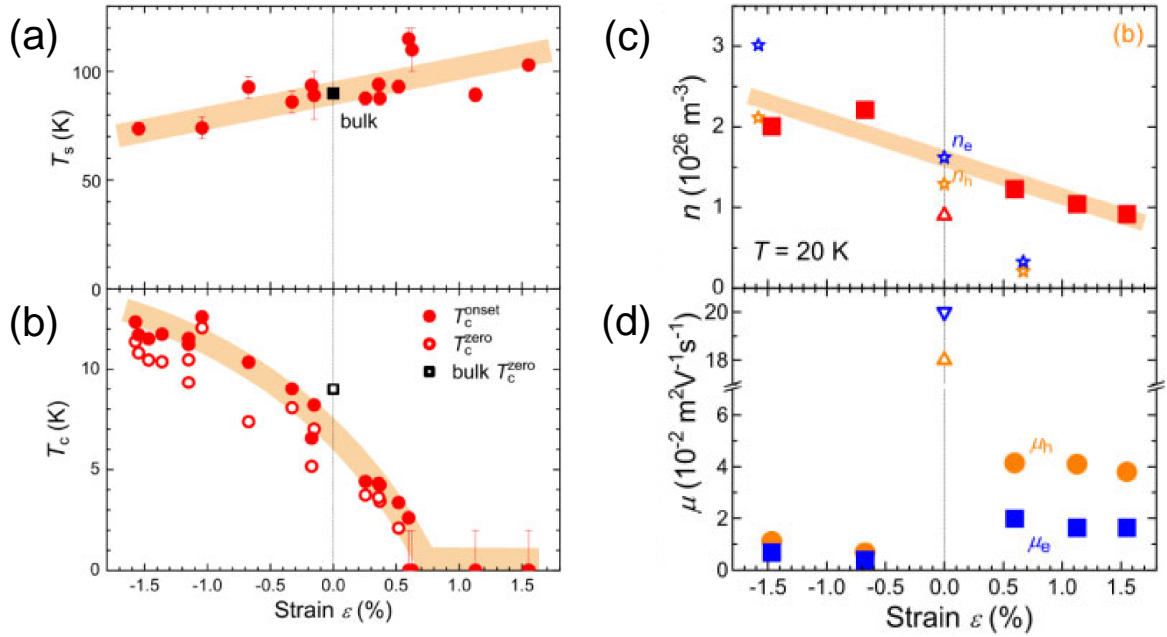 (a)
100
50
0
T_s (K)
bulk
(b)
10
5
0
T_c (K)
T_c^onset
T_c^zero
bulk T_c^zero
-1.5 -1.0 -0.5 0.0 0.5 1.0 1.5
Strain ε (%)
(c)
(b)
3
2
1
0
n (10^26 m^-3)
n_e
n_h
T = 20 K
(d)
20
18
6
4
2
0
μ (10^-2 m^2V^-1s^-1)
μ_h
μ_e
-1.5 -1.0 -0.5 0.0 0.5 1.0 1.5
Strain ε (%)